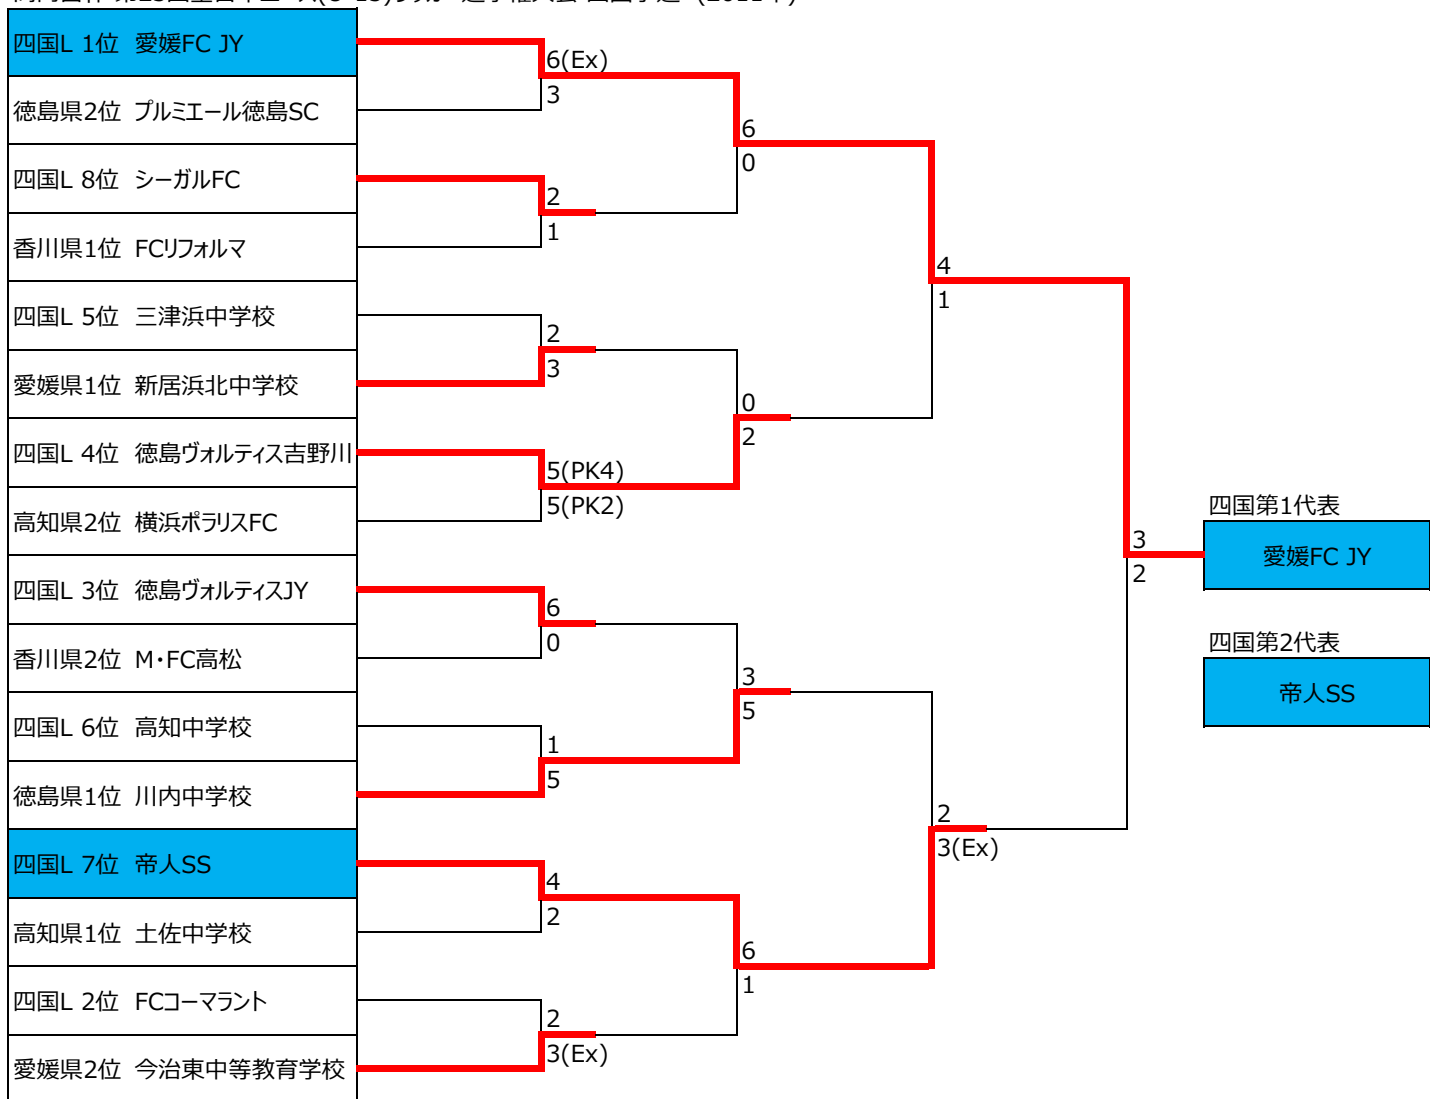 四国L 1位 愛媛FC JY
徳島県2位 プルミエール徳島SC
四国L 8位 シーガルFC
香川県1位 FCリフォルマ
四国L 5位 三津浜中学校
愛媛県1位 新居浜北中学校
四国L 4位 徳島ヴォルティス吉野川
高知県2位 横浜ポラリスFC
四国L 3位 徳島ヴォルティスJY
香川県2位 M・FC高松
四国L 6位 高知中学校
徳島県1位 川内中学校
四国L 7位 帝人SS
高知県1位 土佐中学校
四国L 2位 FCコーマラント
愛媛県2位 今治東中等教育学校
6(Ex)
3
2
1
2
3
5(PK4)
5(PK2)
6
0
1
5
4
2
2
3(Ex)
6
0
0
2
3
5
6
1
4
1
2
3(Ex)
3
2
四国第1代表
愛媛FC JY
四国第2代表
帝人SS